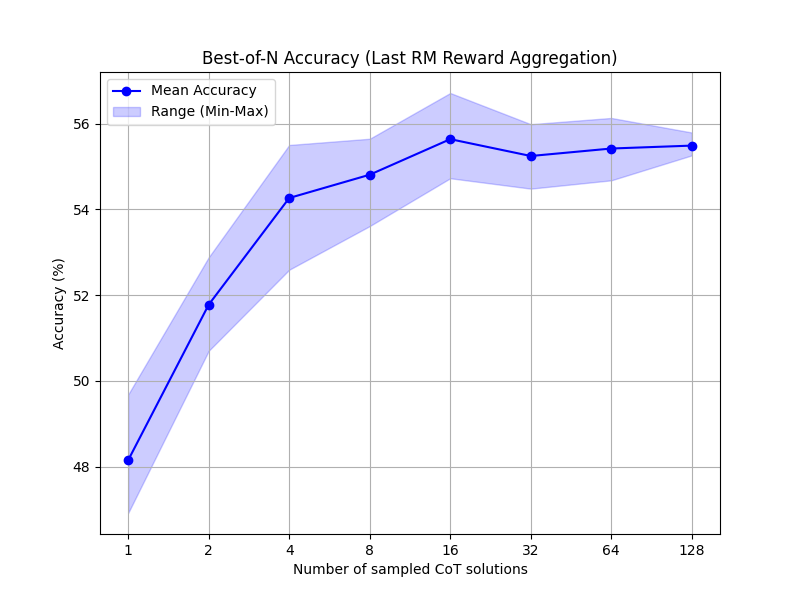 Best-of-N Accuracy (Last RM Reward Aggregation)
Mean Accuracy
Range (Min-Max)
Accuracy (%)
56
54
52
50
48
1 2 4 8 16 32 64 128
Number of sampled CoT solutions